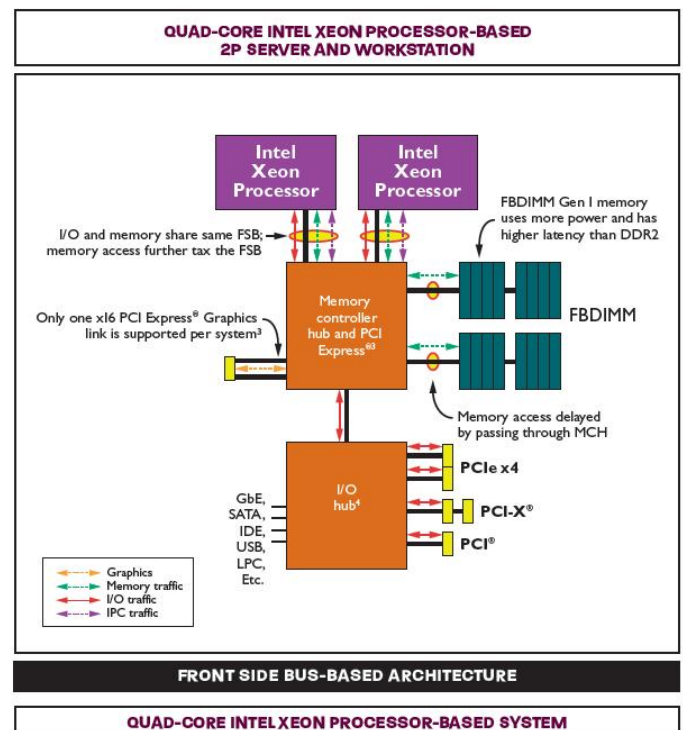 QUAD-CORE INTEL XEON PROCESSOR-BASED
2P SERVER AND WORKSTATION
Intel
Xeon
Processor
Intel
Xeon
Processor
FBDIMM Gen I memory
uses more power and has
higher latency than DDR2
I/O and memory share same FSB;
memory access further tax the FSB
Memory
controller
hub and PCI
Express®3
FBDIMM
Only one x16 PCI Express® Graphics
link is supported per system³
Memory access delayed
by passing through MCH
I/O
hub⁴
PCIe x4
PCI-X®
PCI®
GbE,
SATA,
IDE,
USB,
LPC,
Etc.
Graphics
Memory traffic
I/O traffic
IPC traffic
FRONT SIDE BUS-BASED ARCHITECTURE
QUAD-CORE INTEL XEON PROCESSOR-BASED SYSTEM